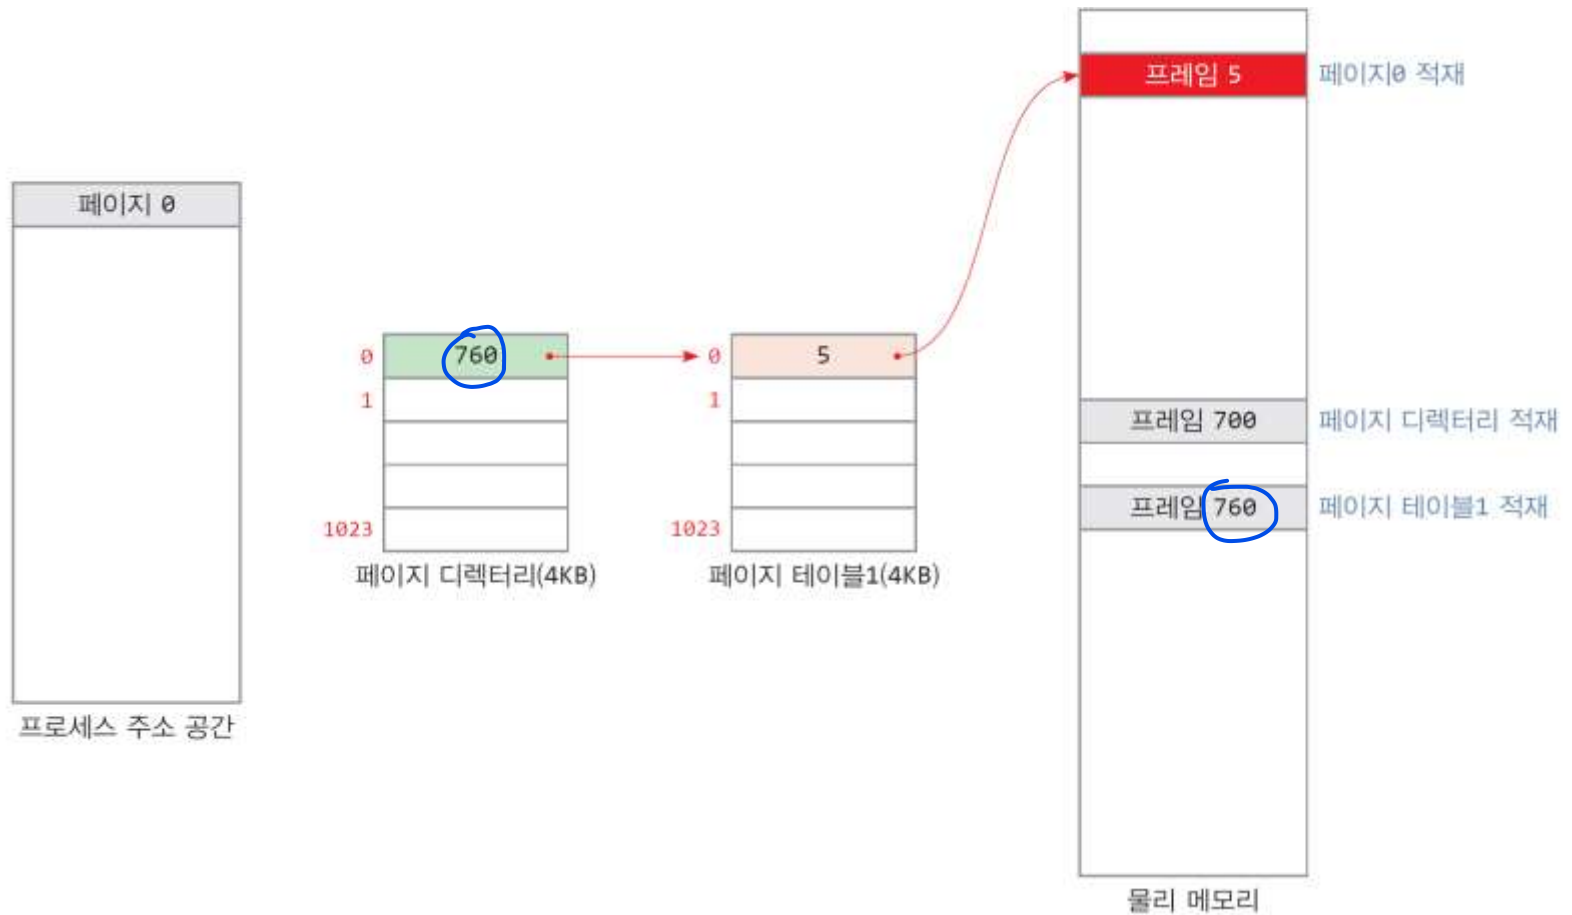 프레임 5
페이지0 적재
페이지 0
0
760
0
5
1
1
프레임 700
페이지 디렉터리 적재
프레임 760
페이지 테이블1 적재
1023
1023
페이지 디렉터리(4KB)
페이지 테이블1(4KB)
프로세스 주소 공간
물리 메모리